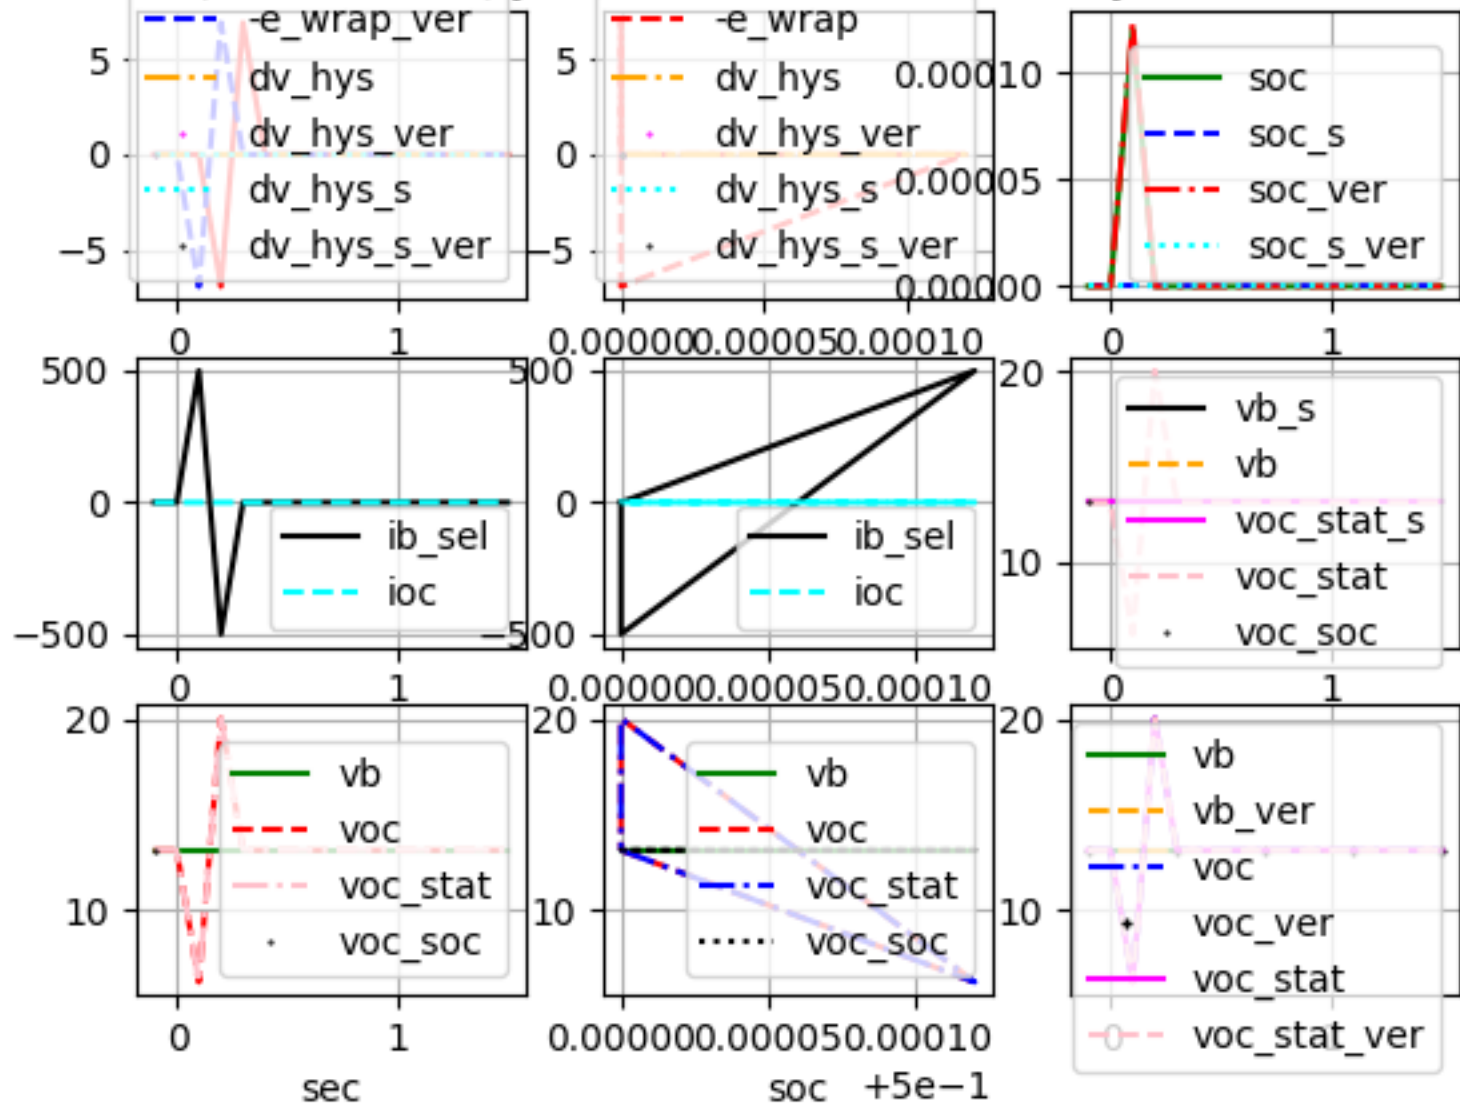 -e_wrap_ver
dv_hys
dv_hys_ver
dv_hys_s
dv_hys_s_ver
5
0
−5
0
1
-e_wrap
dv_hys
dv_hys_ver
dv_hys_s
dv_hys_s_ver
5
0
−5
0.00000
0.00005
0.00010
soc
soc_s
soc_ver
soc_s_ver
0.00010
0.00005
0.00000
0
1
500
0
−500
ib_sel
ioc
0
1
500
0
−500
ib_sel
ioc
0.00000
0.00005
0.00010
20
10
vb_s
vb
voc_stat_s
voc_stat
voc_soc
0
1
20
10
vb
voc
voc_stat
voc_soc
0
1
sec
20
10
vb
voc
voc_stat
voc_soc
0.00000
0.00005
0.00010
soc
+5e−1
20
10
vb
vb_ver
voc
voc_ver
voc_stat
voc_stat_ver
0